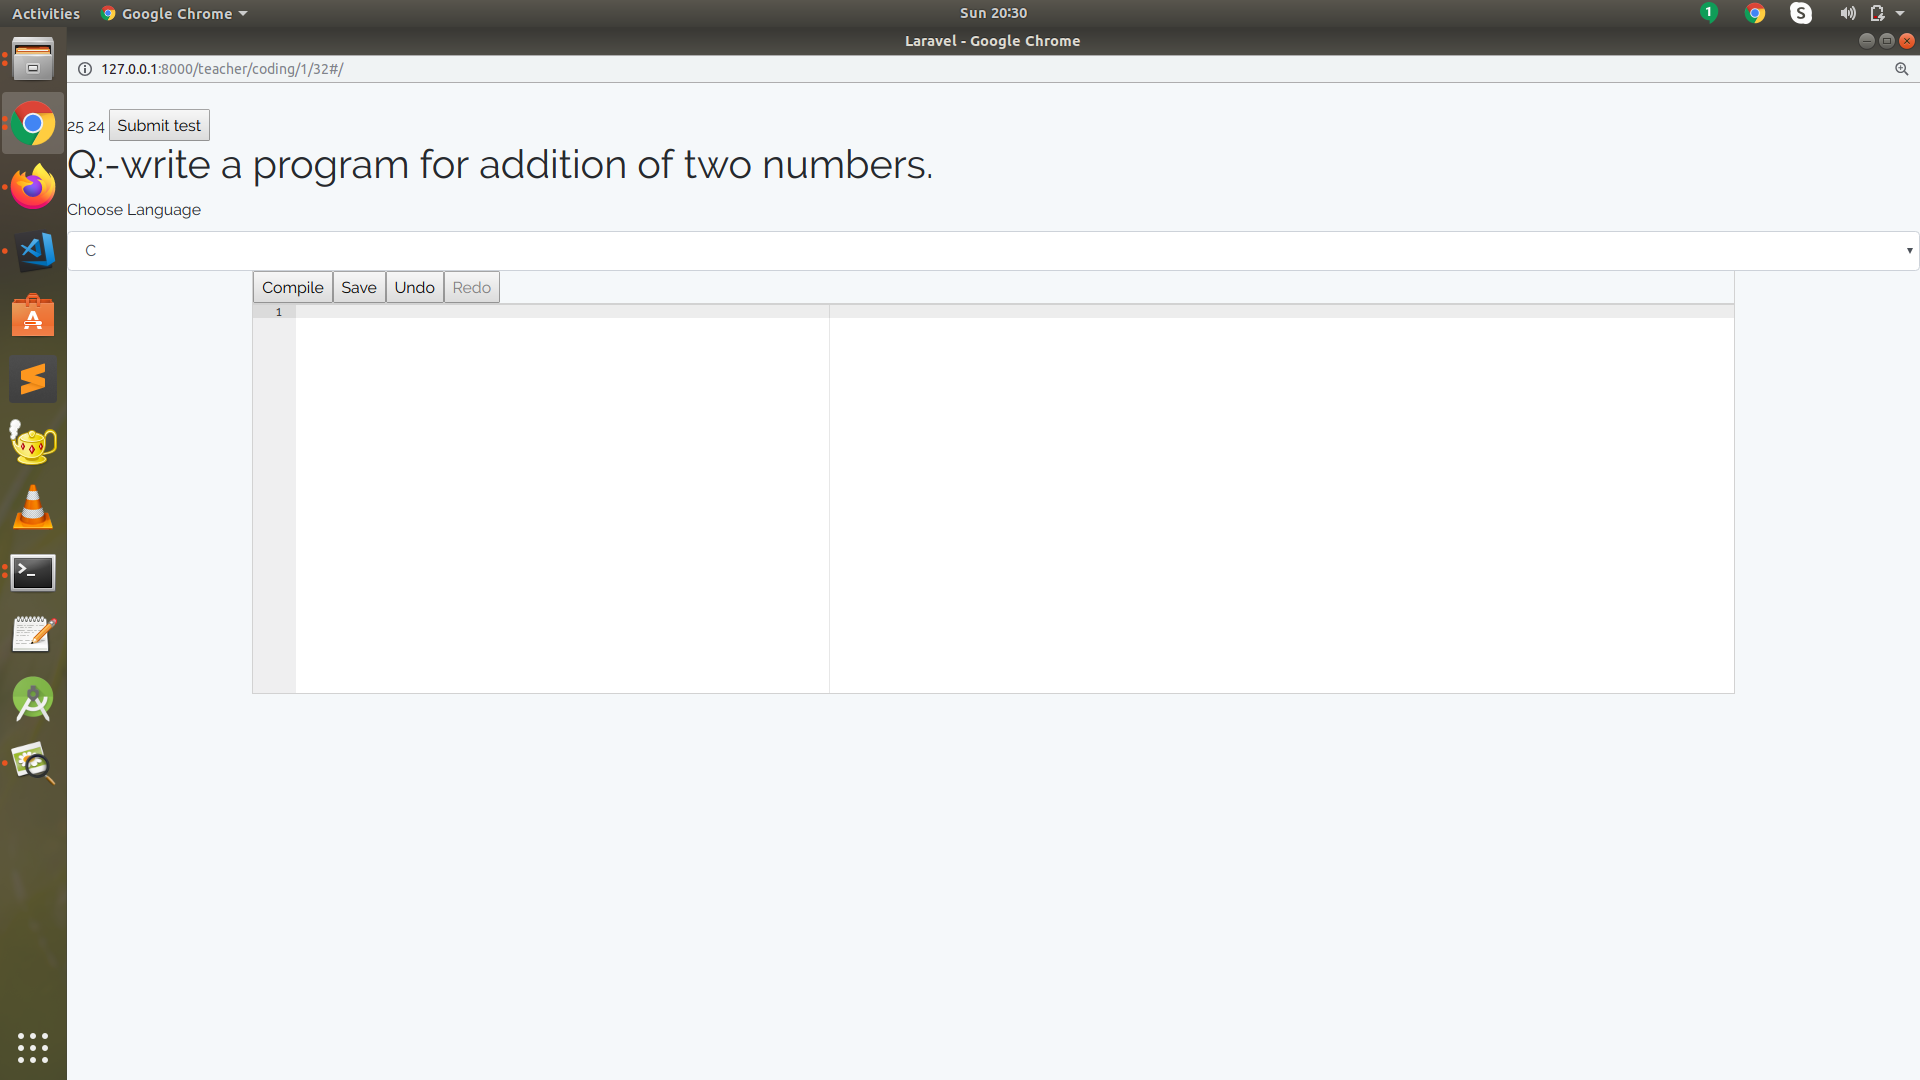 Activities
Google Chrome
Sun 20:30
1
S
Laravel - Google Chrome
127.0.0.1:8000/teacher/coding/1/32#/
25 24 Submit test
Q:-write a program for addition of two numbers.
Choose Language
C
Compile Save Undo Redo
1